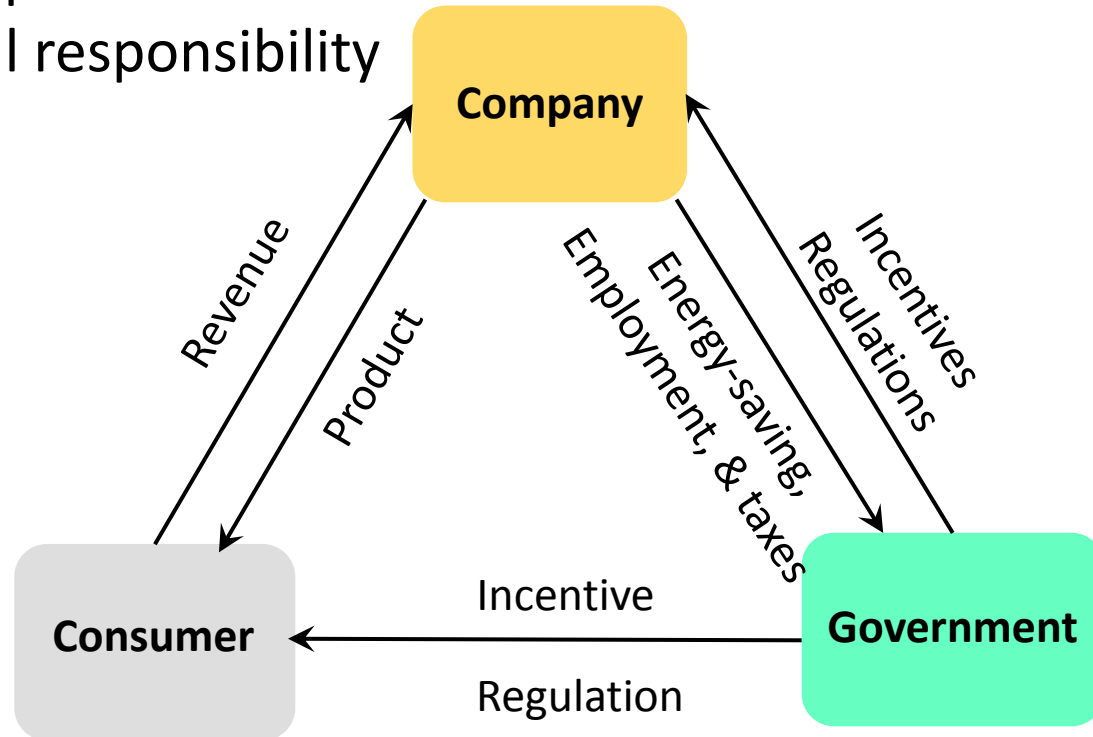 l responsibility
Company
Revenue
Product
Energy-saving,
Employment, & taxes
Incentives
Regulations
Incentive
Regulation
Consumer
Government